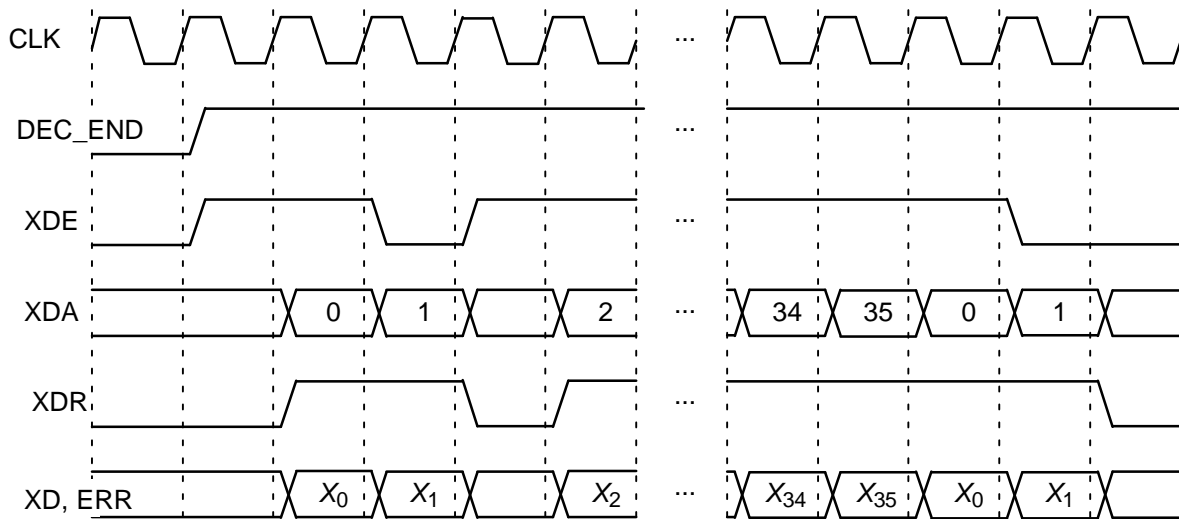 CLK ...
DEC_END ...
XDE ...
XDA 0 1 2 ... 34 35 0 1
XDR ...
XD, ERR X0 X1 X2 ... X34 X35 X0 X1